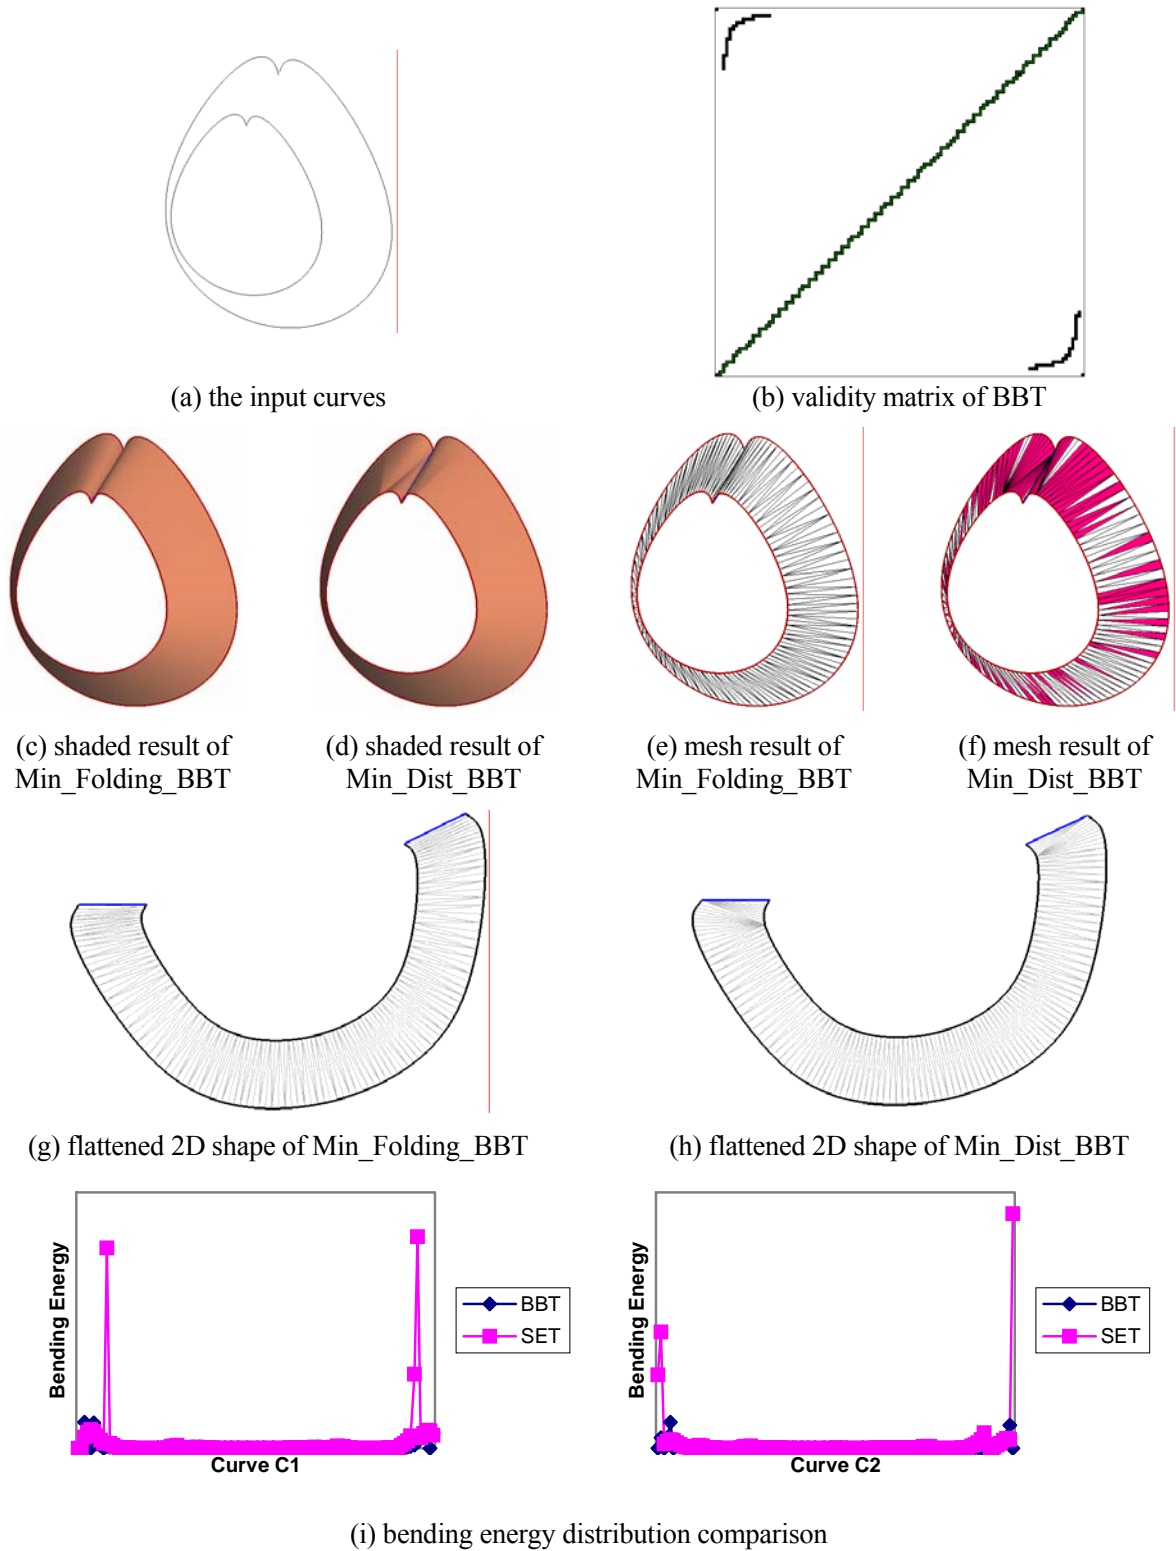 (a) the input curves
(b) validity matrix of BBT
(c) shaded result of
Min_Folding_BBT
(d) shaded result of
Min_Dist_BBT
(e) mesh result of
Min_Folding_BBT
(f) mesh result of
Min_Dist_BBT
(g) flattened 2D shape of Min_Folding_BBT
(h) flattened 2D shape of Min_Dist_BBT
Bending Energy
Curve C1
BBT
SET
Bending Energy
Curve C2
BBT
SET
(i) bending energy distribution comparison